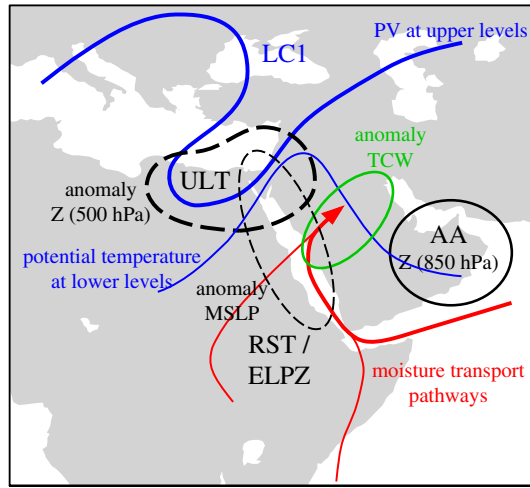 PV at upper levels
LC1
anomaly
TCW
ULT
anomaly
Z (500 hPa)
AA
Z (850 hPa)
potential temperature
at lower levels
anomaly
MSLP
RST /
ELPZ
moisture transport
pathways